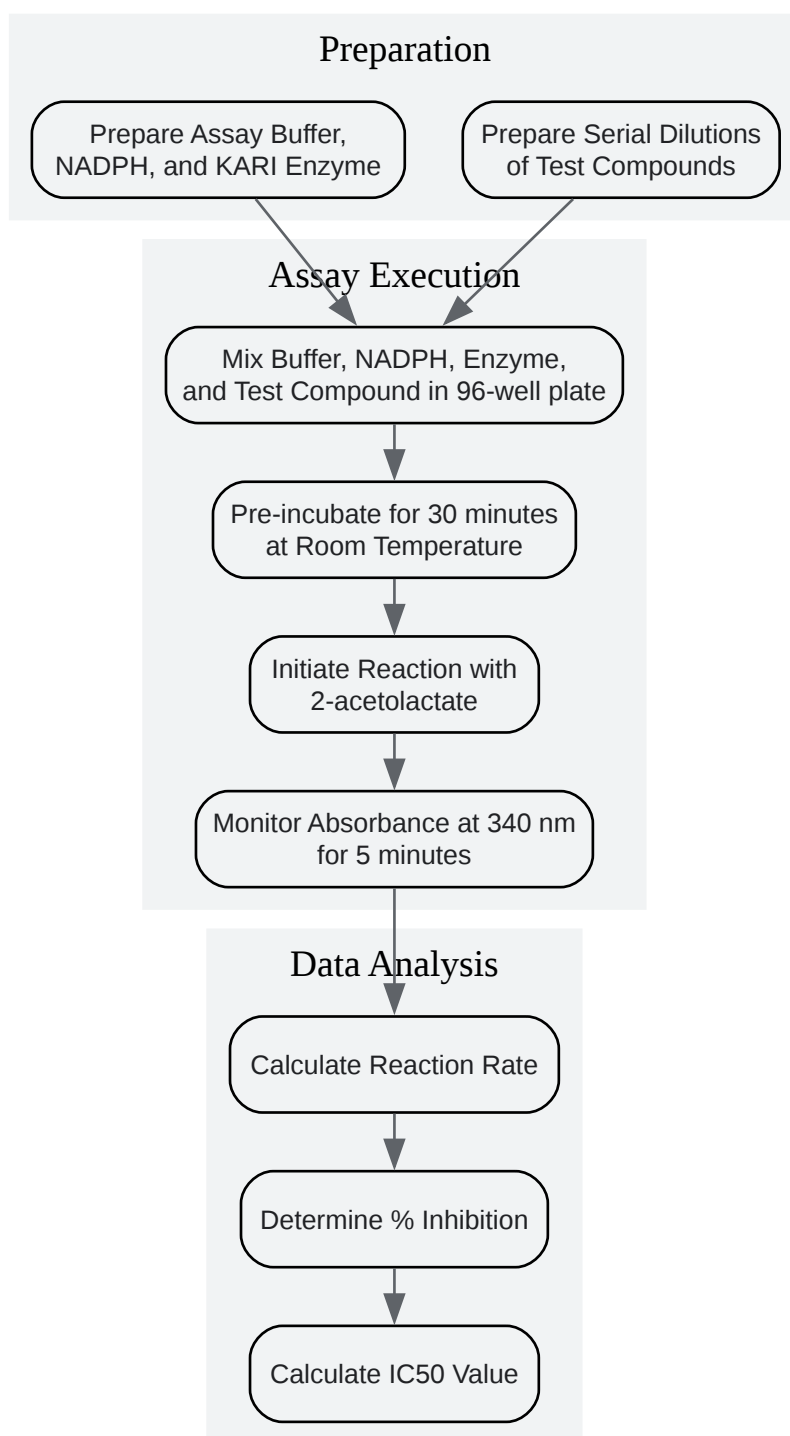 Preparation
Prepare Assay Buffer,
NADPH, and KARI Enzyme
Prepare Serial Dilutions
of Test Compounds
Assay Execution
Mix Buffer, NADPH, Enzyme,
and Test Compound in 96-well plate
Pre-incubate for 30 minutes
at Room Temperature
Initiate Reaction with
2-acetolactate
Monitor Absorbance at 340 nm
for 5 minutes
Data Analysis
Calculate Reaction Rate
Determine % Inhibition
Calculate IC50 Value